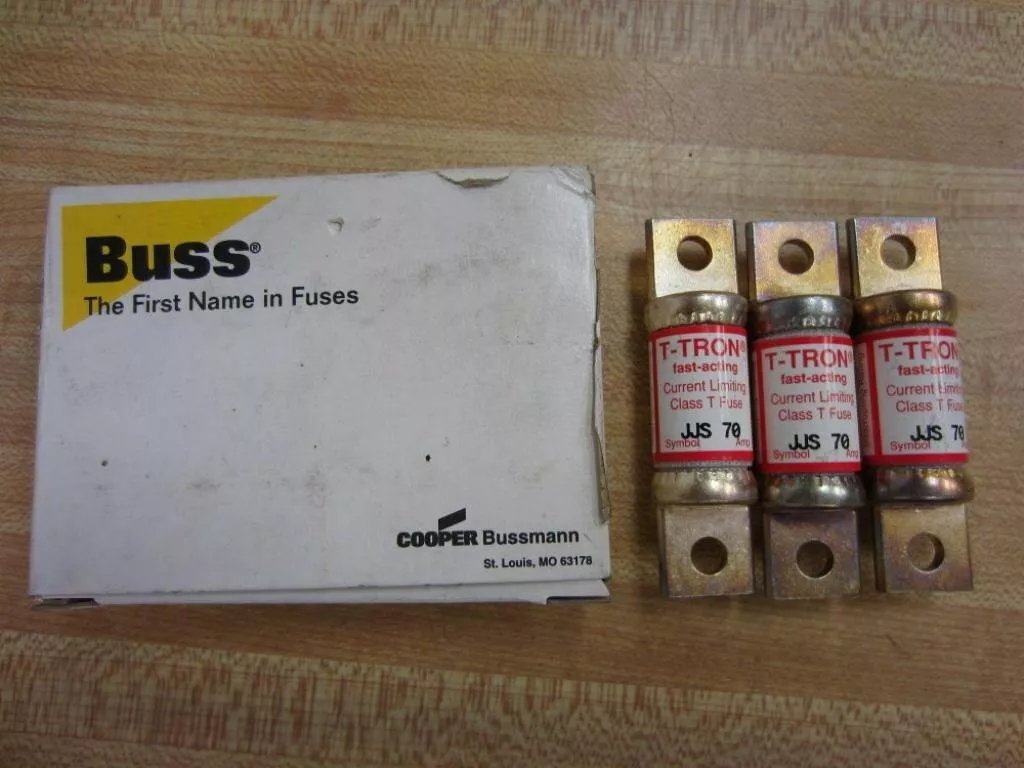 Buss®
The First Name in Fuses
COOPER Bussmann
St. Louis, MO 63178
T-TRON®
fast-acting
Current Limiting
Class T Fuse
JJS 70
Symbol Amp
T-TRON®
fast-acting
Current Limiting
Class T Fuse
JJS 70
Symbol Amp
T-TRON
fast-acting
Current Limiting
Class T Fuse
JJS 70
Symbol Amp